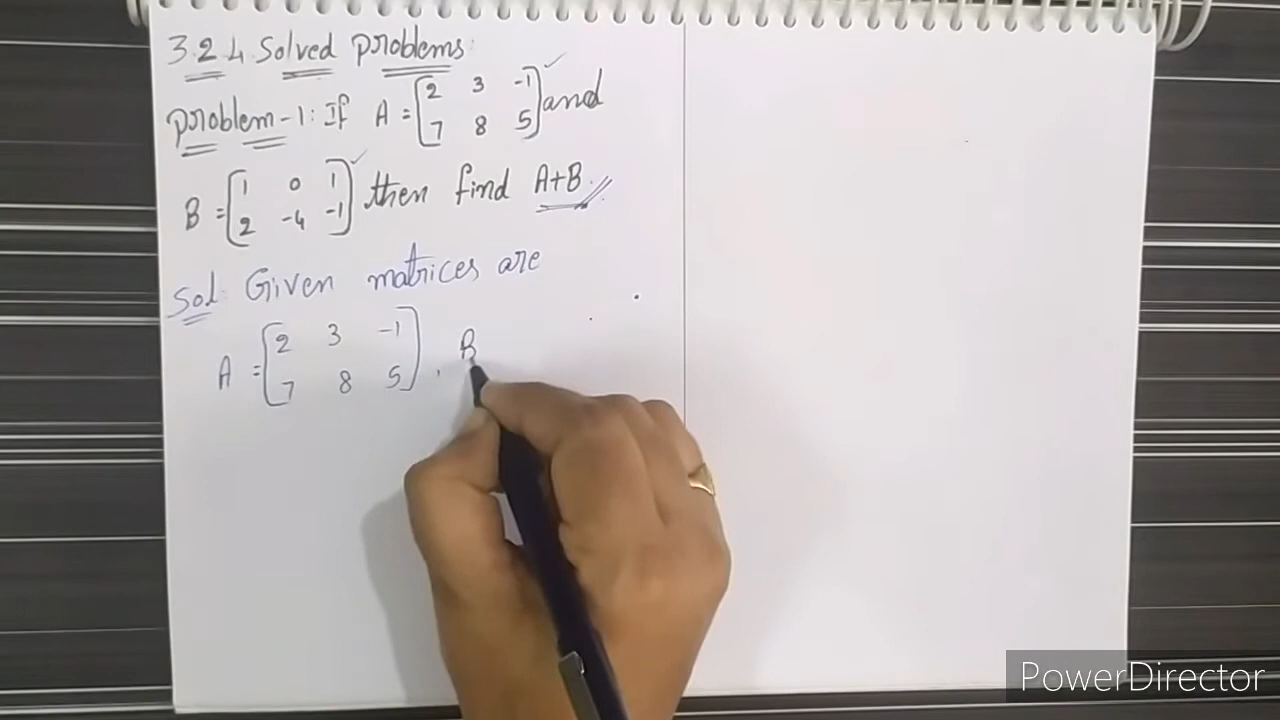 3.2.4. Solved problems:
problem-1: If A = [2 3 -1
7 8 5] and
B = [1 0 1
2 -4 -1] then find A+B.
Sol: Given matrices are
A = [2 3 -1
7 8 5], B
PowerDirector